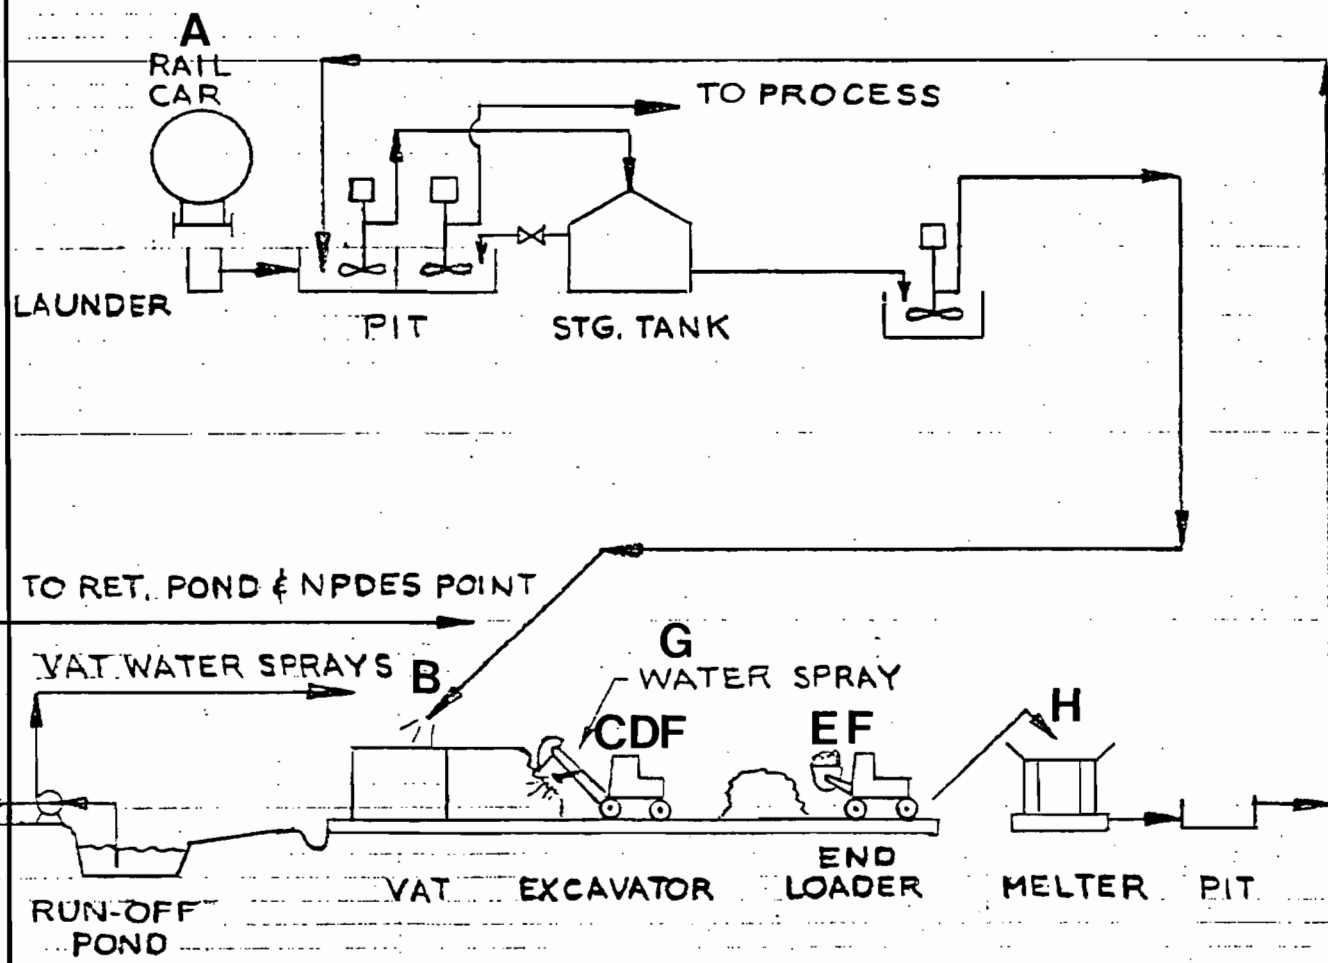 A
RAIL
CAR
TO PROCESS
LAUNDER
PIT
STG. TANK
TO RET. POND & NPDES POINT
VAT WATER SPRAYS
B
G
WATER SPRAY
CDF
EF
H
VAT
EXCAVATOR
END
LOADER
MELTER
PIT
RUN-OFF
POND